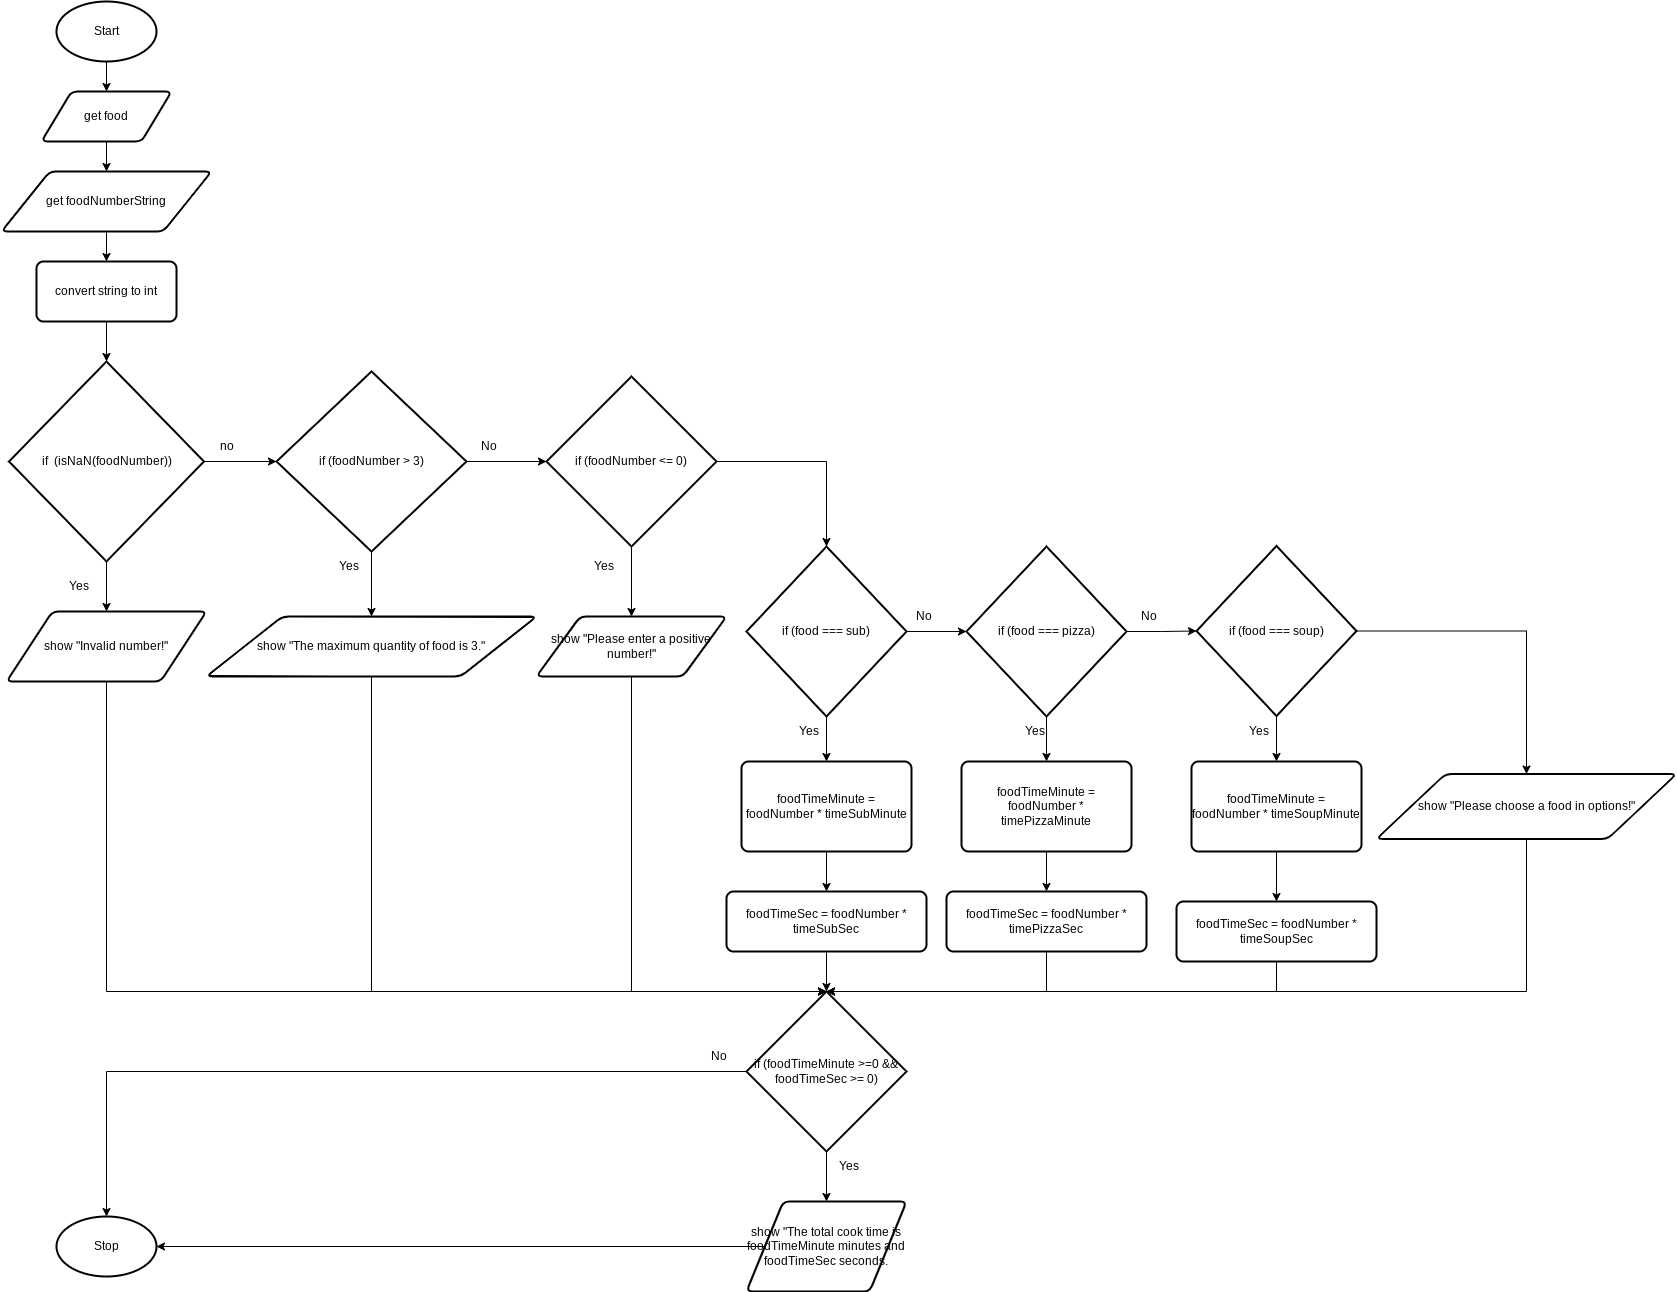 Start
get food
get foodNumberString
convert string to int
if  (isNaN(foodNumber))
no
if (foodNumber > 3)
No
if (foodNumber <= 0)
Yes
Yes
Yes
show "Invalid number!"
show "The maximum quantity of food is 3."
show "Please enter a positive
number!"
if (food === sub)
No
if (food === pizza)
No
if (food === soup)
Yes
Yes
Yes
foodTimeMinute =
foodNumber * timeSubMinute
foodTimeMinute =
foodNumber *
timePizzaMinute
foodTimeMinute =
foodNumber * timeSoupMinute
show "Please choose a food in options!"
foodTimeSec = foodNumber *
timeSubSec
foodTimeSec = foodNumber *
timePizzaSec
foodTimeSec = foodNumber *
timeSoupSec
No
if (foodTimeMinute >=0 &&
foodTimeSec >= 0)
Yes
show "The total cook time is
foodTimeMinute minutes and
foodTimeSec seconds.
Stop